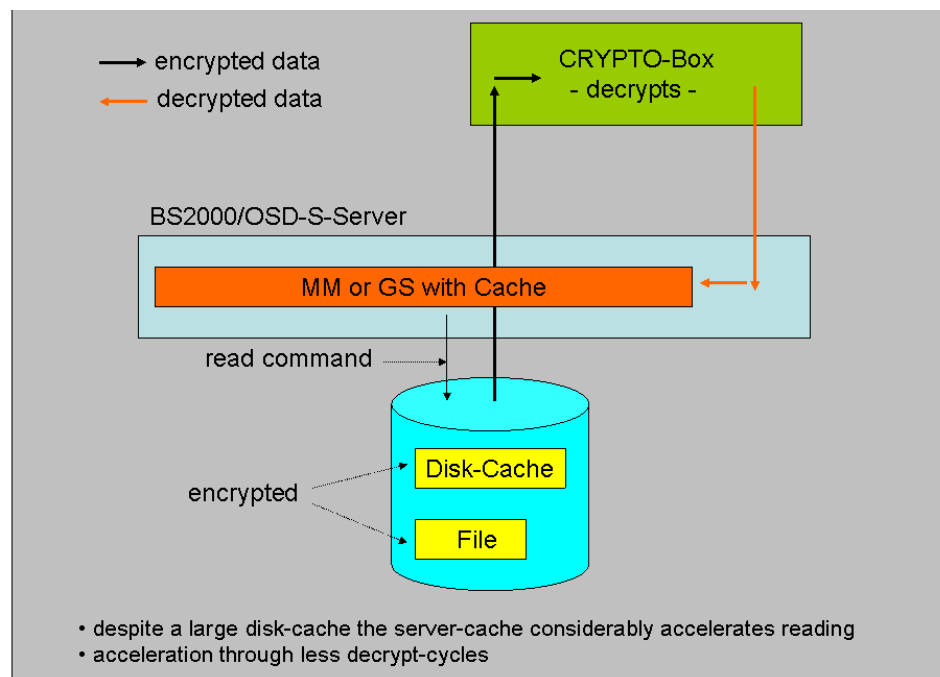 encrypted data
decrypted data
CRYPTO-Box
- decrypts -
BS2000/OSD-S-Server
MM or GS with Cache
read command
Disk-Cache
encrypted
File
• despite a large disk-cache the server-cache considerably accelerates reading
• acceleration through less decrypt-cycles